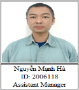 Nguyễn Mạnh Hà
ID: 2006118
Assistant Manager